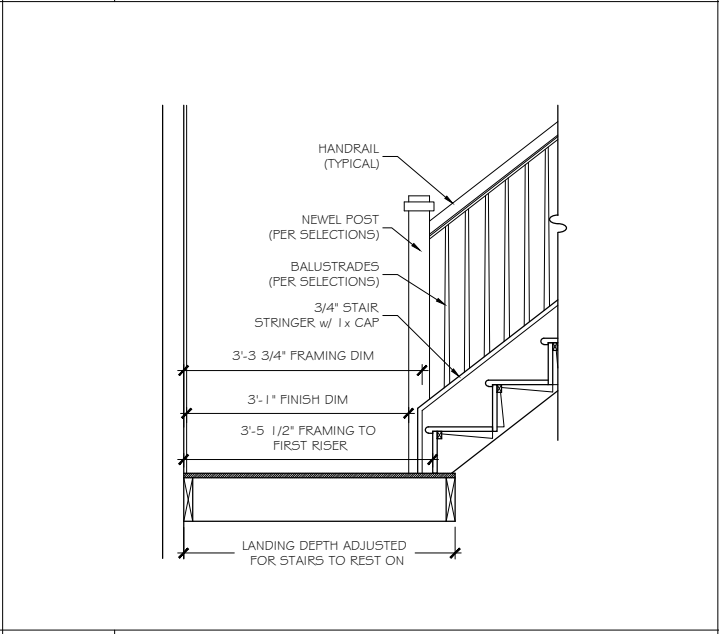 HANDRAIL
(TYPICAL)
NEWEL POST
(PER SELECTIONS)
BALUSTRADES
(PER SELECTIONS)
3/4" STAIR
STRINGER w/ 1x CAP
3'-3 3/4" FRAMING DIM
3'-1" FINISH DIM
3'-5 1/2" FRAMING TO
FIRST RISER
LANDING DEPTH ADJUSTED
FOR STAIRS TO REST ON